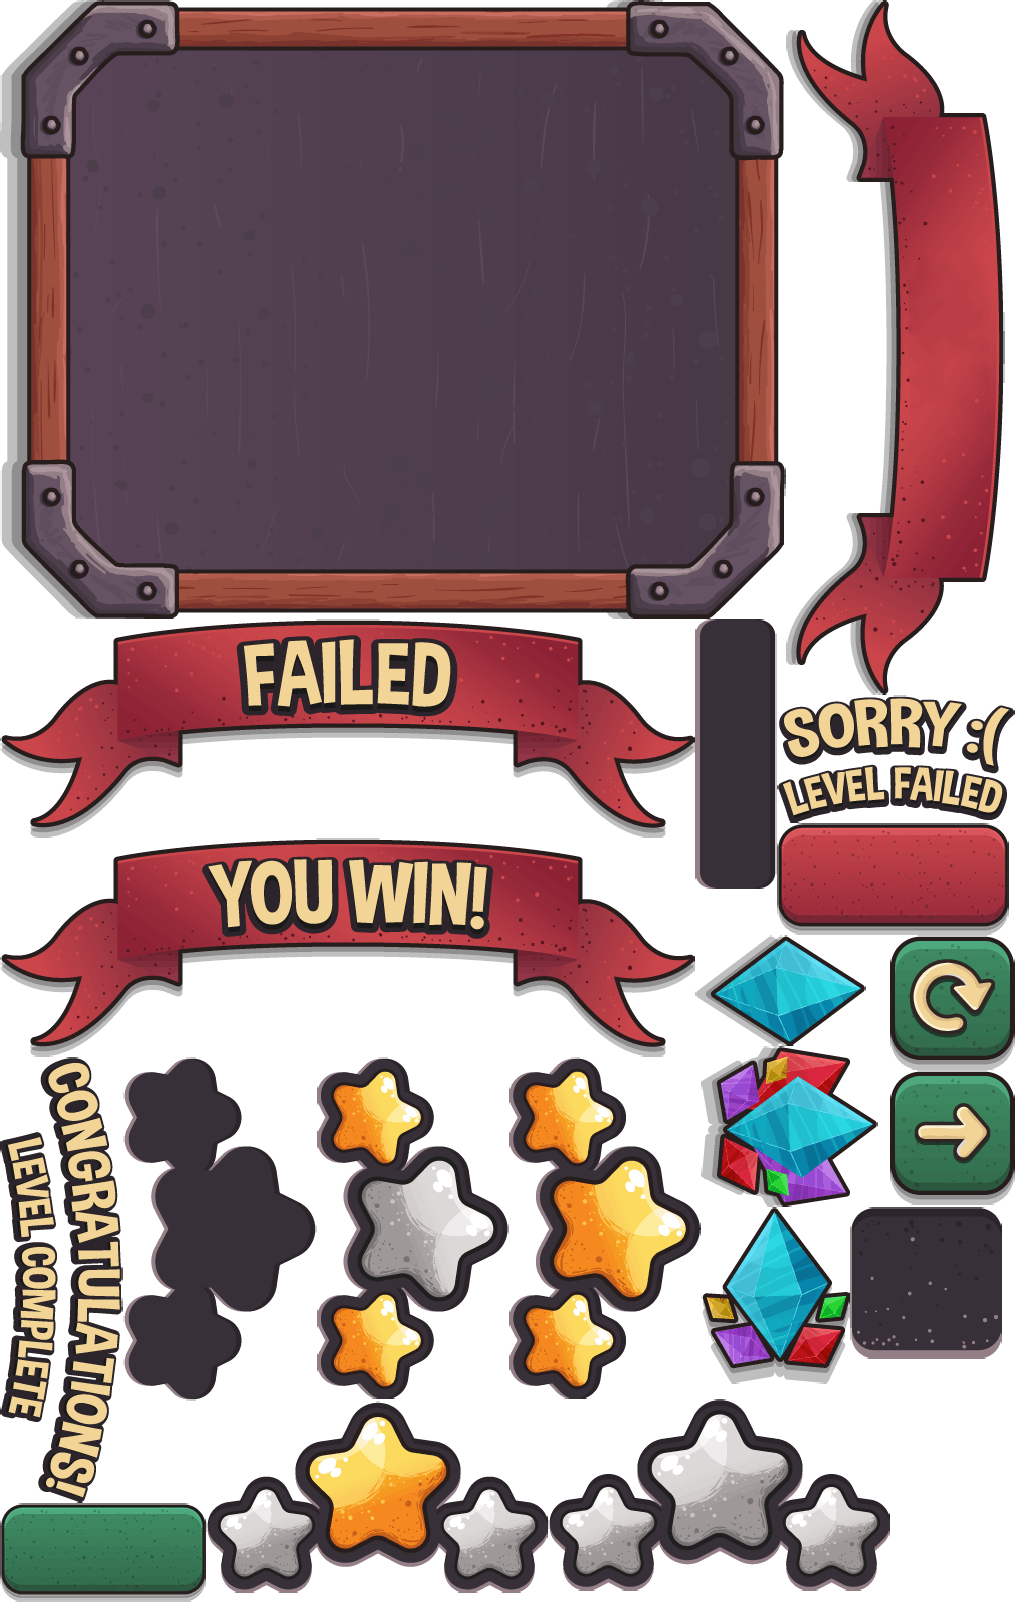 FAILED
SORRY :(
LEVEL FAILED
YOU WIN!
CONGRATULATIONS!
LEVEL COMPLETE